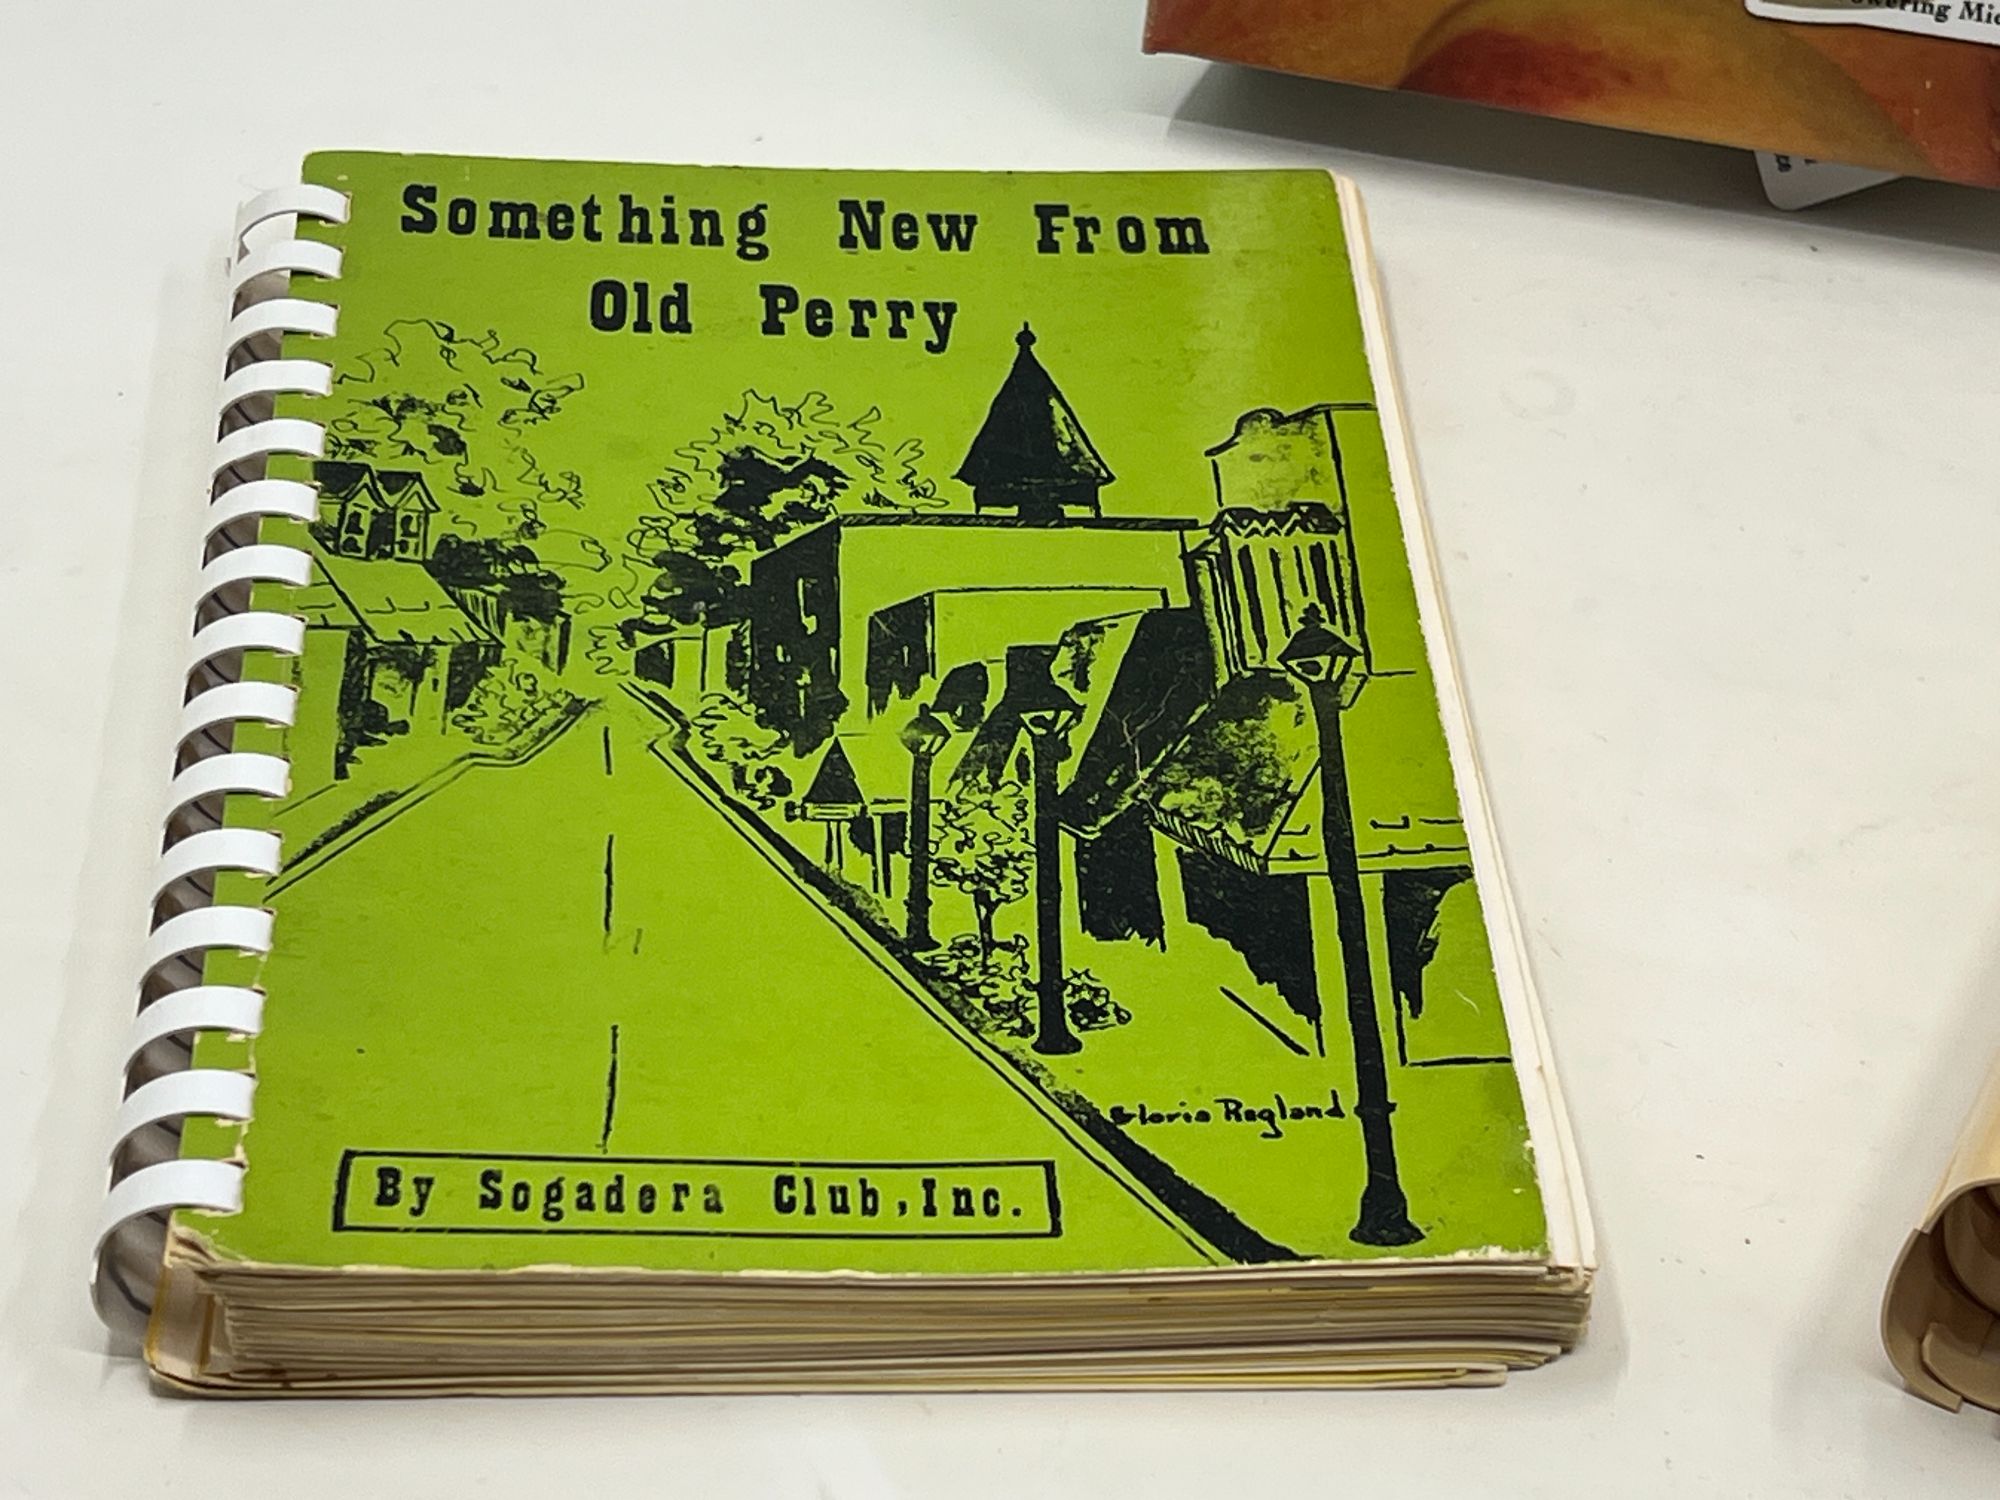 Something New From
Old Perry
Gloria Ragland
By Sogadera Club, Inc.